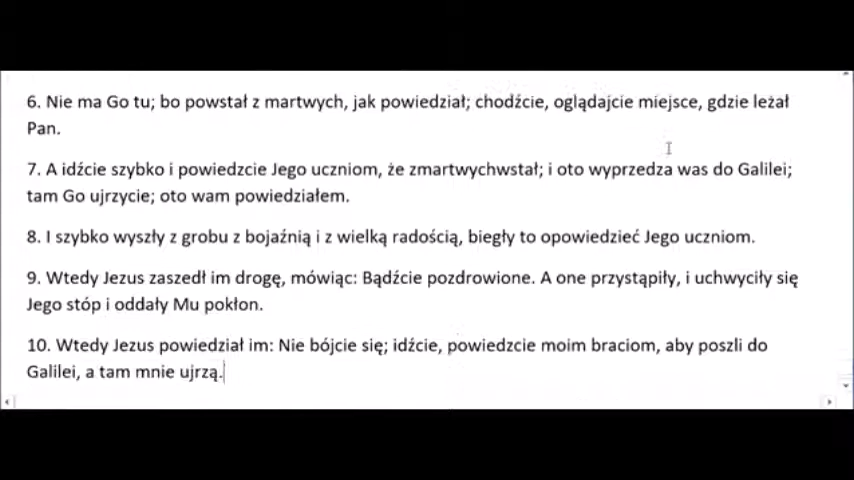 6. Nie ma Go tu; bo powstał z martwych, jak powiedział; chodźcie, oglądajcie miejsce, gdzie leżał
Pan.
7. A idźcie szybko i powiedzcie Jego uczniom, że zmartwychwstał; i oto wyprzedza was do Galilei;
tam Go ujrzycie; oto wam powiedziałem.
8. I szybko wyszły z grobu z bojaźnią i z wielką radością, biegły to opowiedzieć Jego uczniom.
9. Wtedy Jezus zaszedł im drogę, mówiąc: Bądźcie pozdrowione. A one przystąpiły, i uchwyciły się
Jego stóp i oddały Mu pokłon.
10. Wtedy Jezus powiedział im: Nie bójcie się; idźcie, powiedzcie moim braciom, aby poszli do
Galilei, a tam mnie ujrzą.